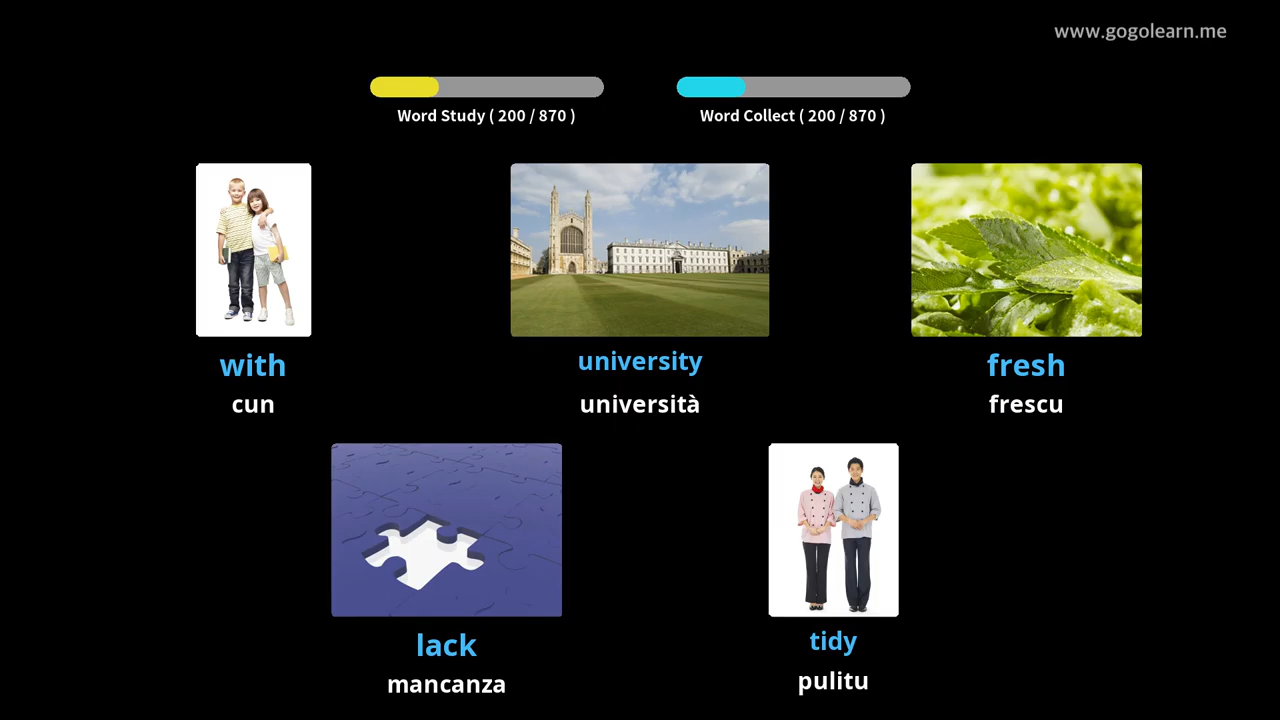 www.gogolearn.me
Word Study ( 200 / 870 )
Word Collect ( 200 / 870 )
with
cun
university
università
fresh
frescu
lack
mancanza
tidy
pulitu